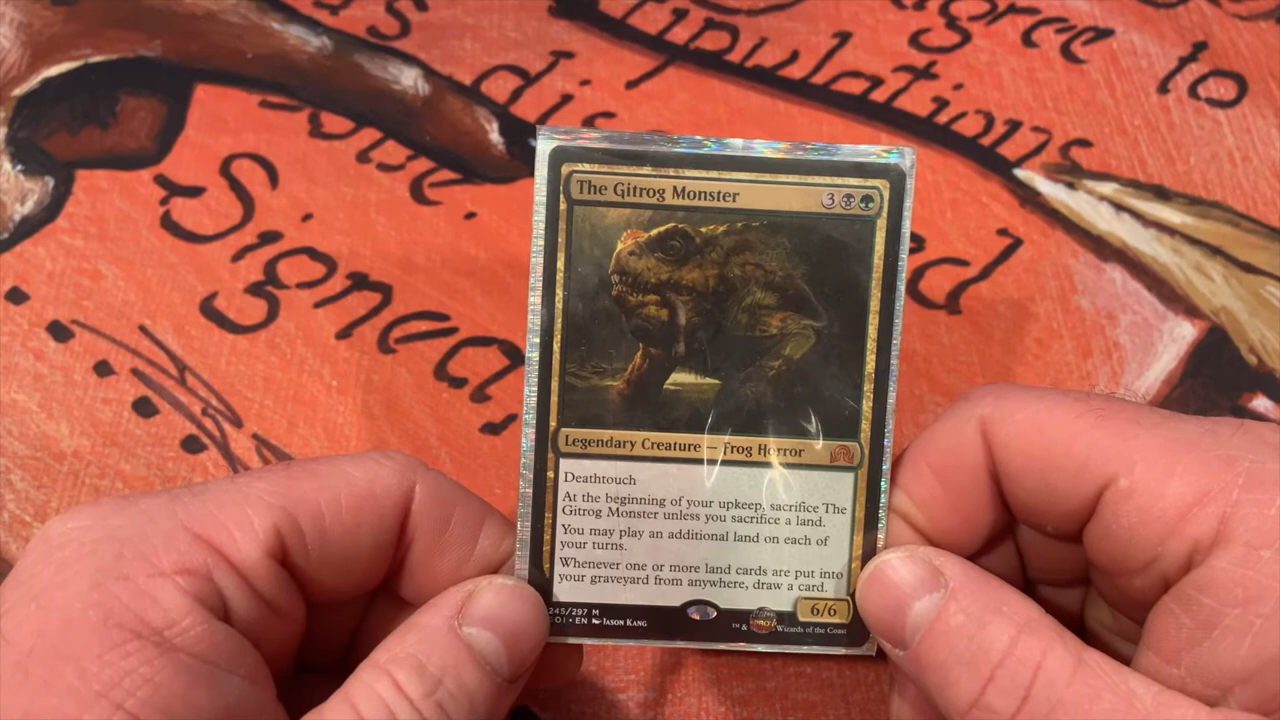 agree to
stipulations
Signed,
The Gitrog Monster 3
Legendary Creature — Frog Horror
Deathtouch
At the beginning of your upkeep, sacrifice The
Gitrog Monster unless you sacrifice a land.
You may play an additional land on each of
your turns.
Whenever one or more land cards are put into
your graveyard from anywhere, draw a card.
6/6
245/297 M
EN JASON KANG
™ & Wizards of the Coast